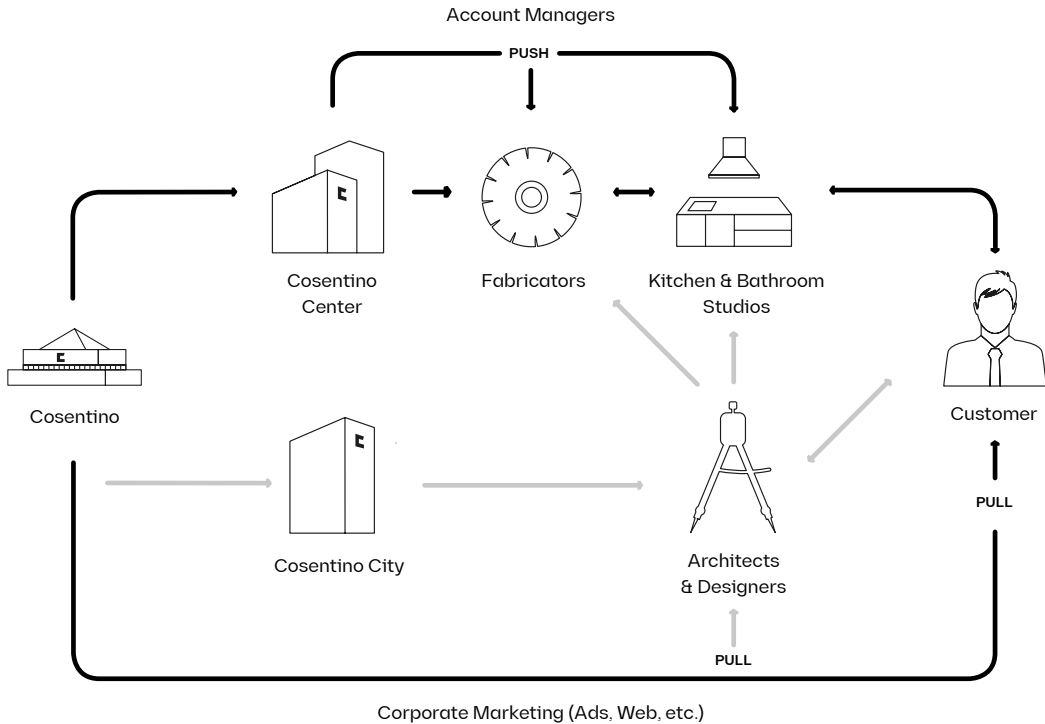 Account Managers
PUSH
Cosentino
Center
Fabricators
Kitchen & Bathroom
Studios
Cosentino
Customer
PULL
Cosentino City
Architects
& Designers
PULL
Corporate Marketing (Ads, Web, etc.)